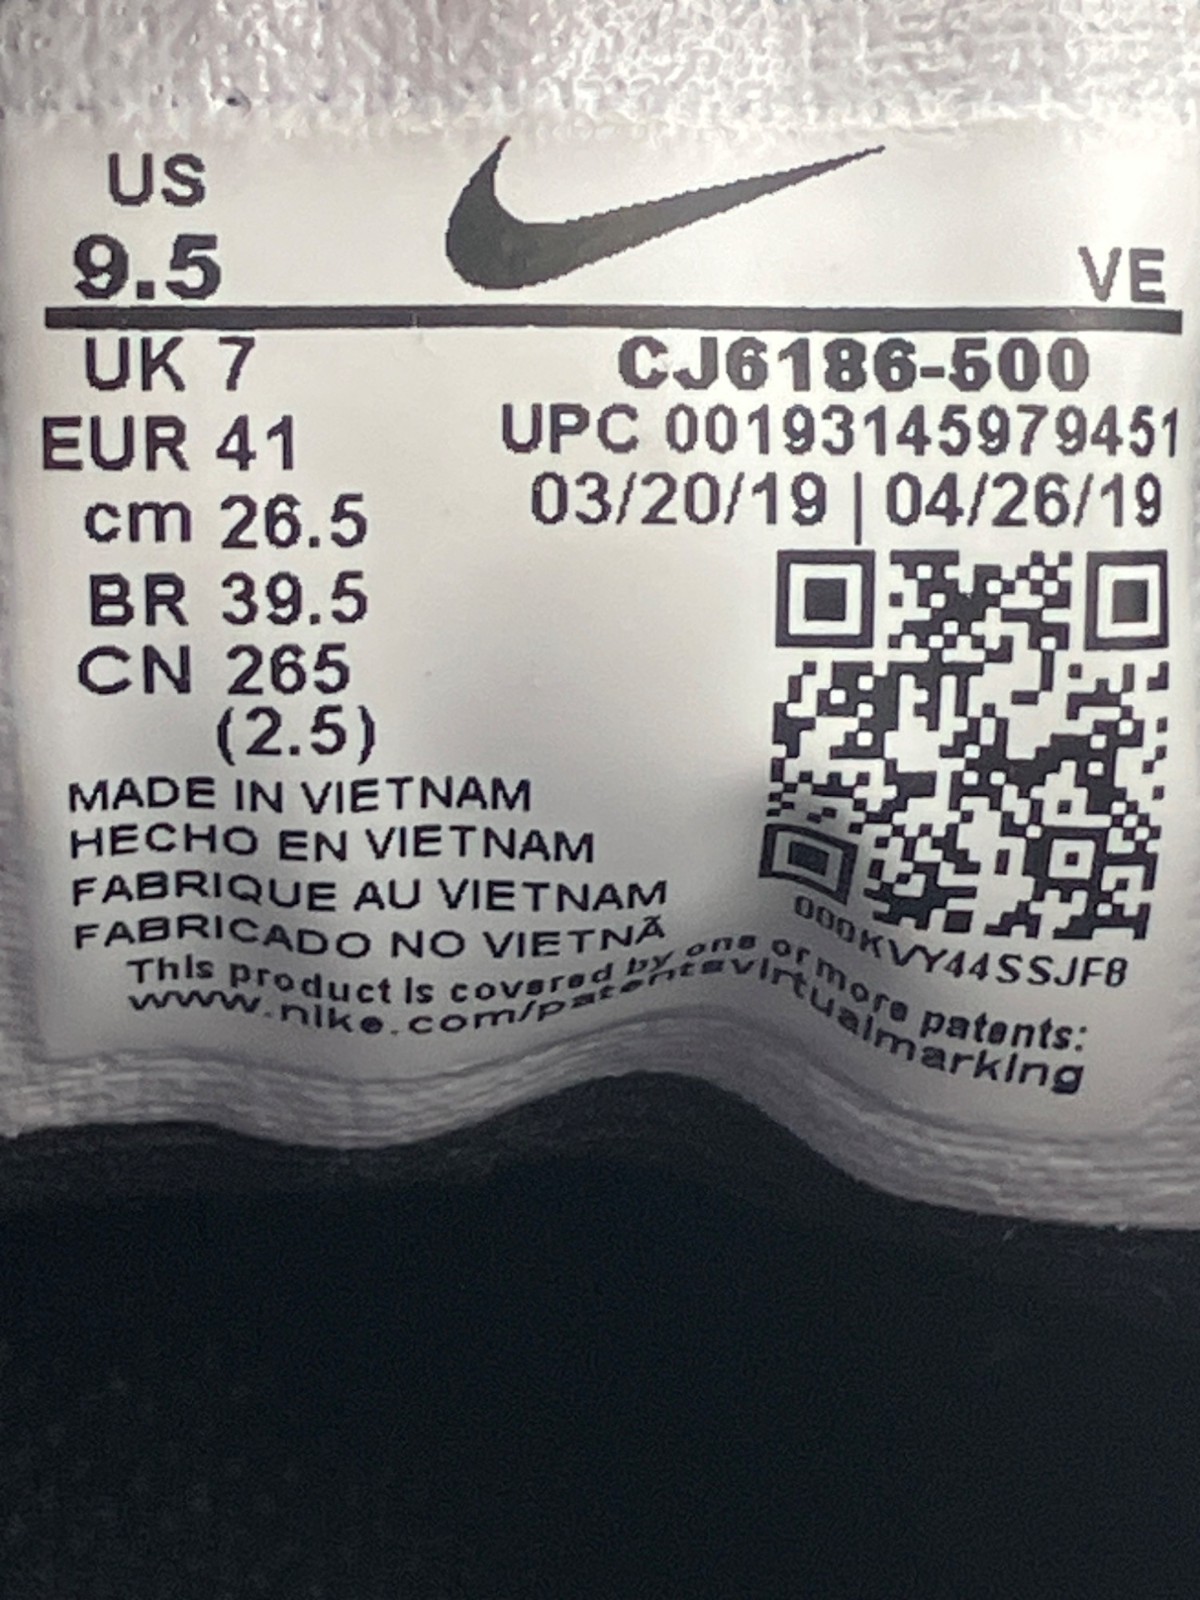 US
9.5
VE
UK 7
EUR 41
cm 26.5
BR 39.5
CN 265
(2.5)
CJ6186-500
UPC 00193145979451
03/20/19 | 04/26/19
000KVY44SSJF8
MADE IN VIETNAM
HECHO EN VIETNAM
FABRIQUE AU VIETNAM
FABRICADO NO VIETNÃ
This product is covered by one or more patents:
www.nike.com/patentsvirtualmarking